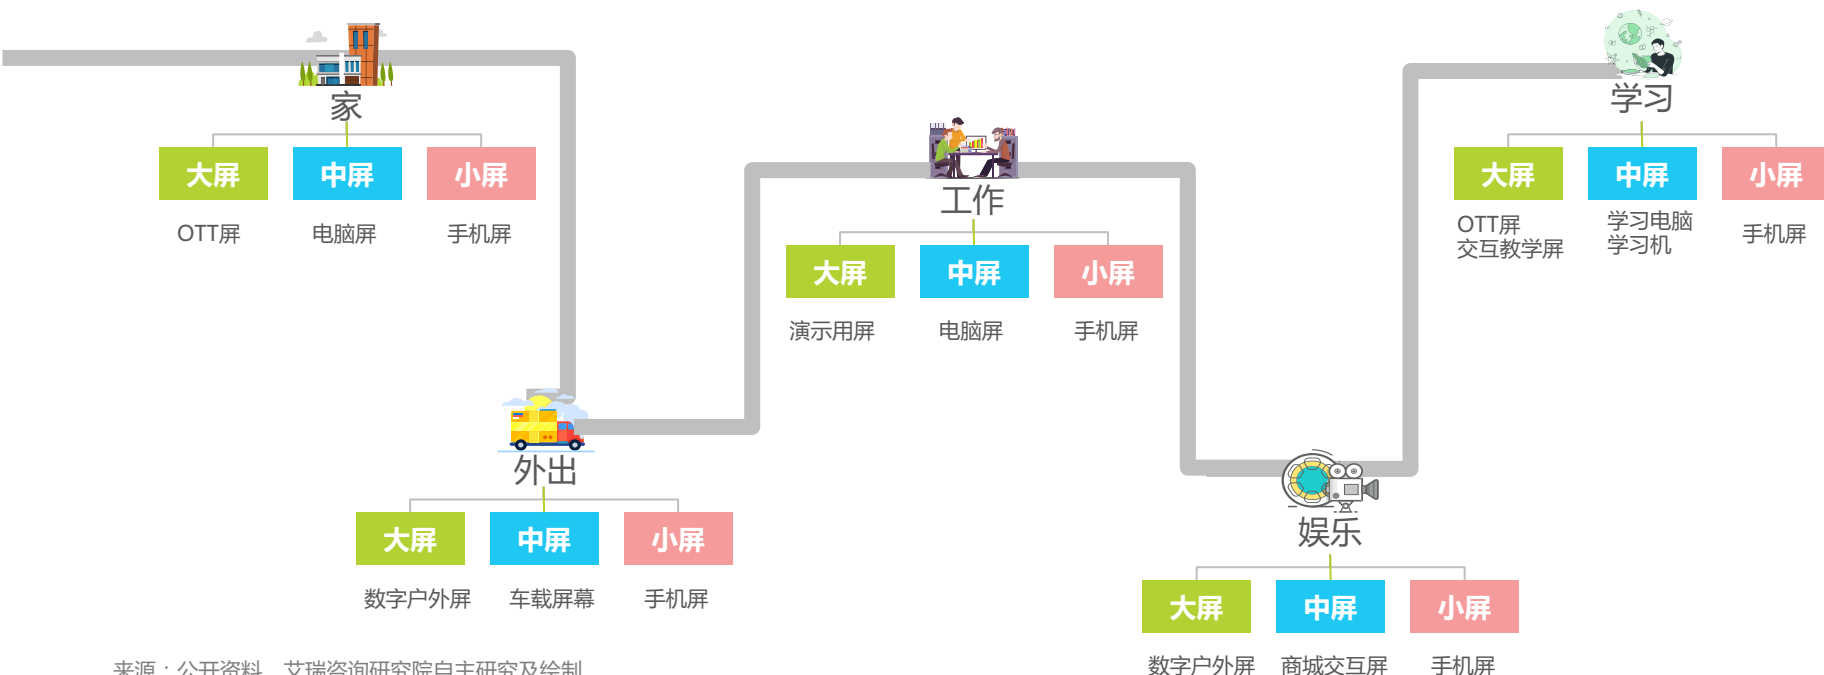 家
大屏 中屏 小屏
OTT屏 电脑屏 手机屏
外出
大屏 中屏 小屏
数字户外屏 车载屏幕 手机屏
工作
大屏 中屏 小屏
演示用屏 电脑屏 手机屏
娱乐
大屏 中屏 小屏
数字户外屏 商城交互屏 手机屏
学习
大屏 中屏 小屏
OTT屏 学习电脑 手机屏
交互教学屏 学习机
来源：公开资料，艾瑞咨询研究院自主研究及绘制